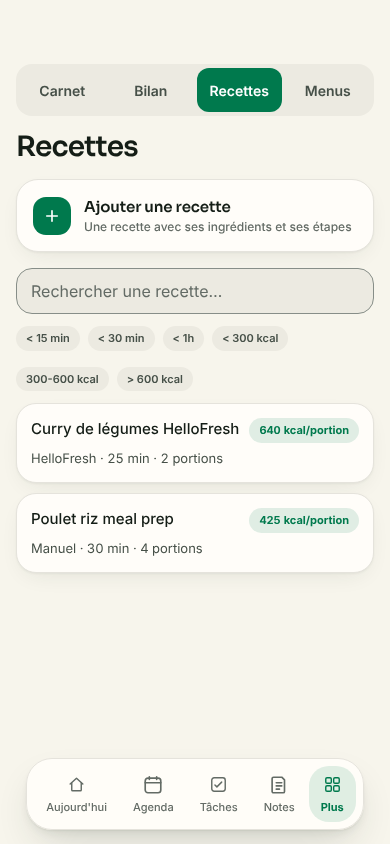 Carnet Bilan Recettes Menus
Recettes
Ajouter une recette
Une recette avec ses ingrédients et ses étapes
Rechercher une recette...
< 15 min < 30 min < 1h < 300 kcal
300-600 kcal > 600 kcal
Curry de légumes HelloFresh 640 kcal/portion
HelloFresh · 25 min · 2 portions
Poulet riz meal prep 425 kcal/portion
Manuel · 30 min · 4 portions
Aujourd'hui Agenda Tâches Notes Plus